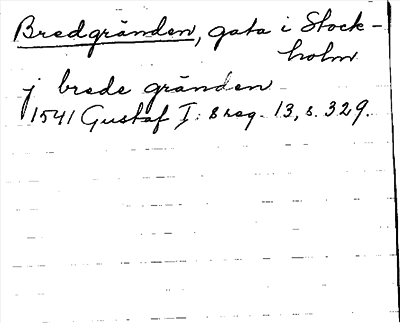 Bredgränden, gata i Stock-
holm
j brede gränden
1541 Gustaf I: s reg. 13, s. 329.